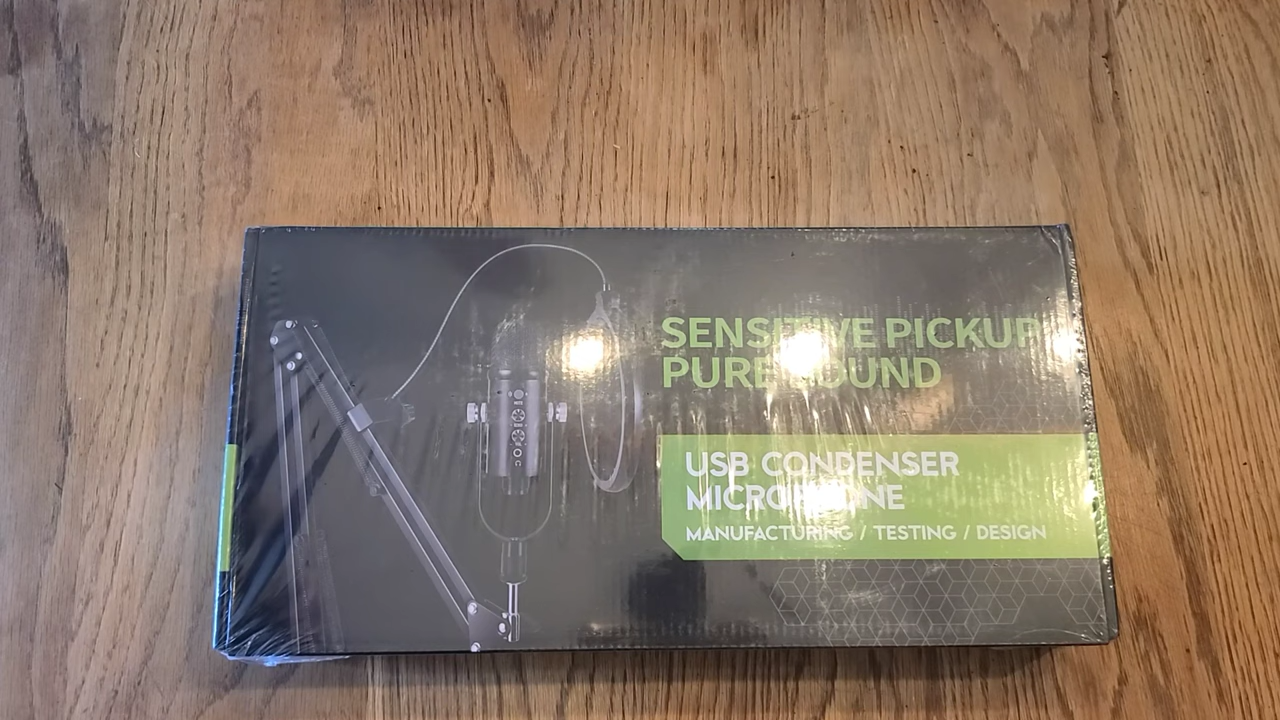 SENSITIVE PICKUP
PURE SOUND
USB CONDENSER
MICROPHONE
MANUFACTURING / TESTING / DESIGN